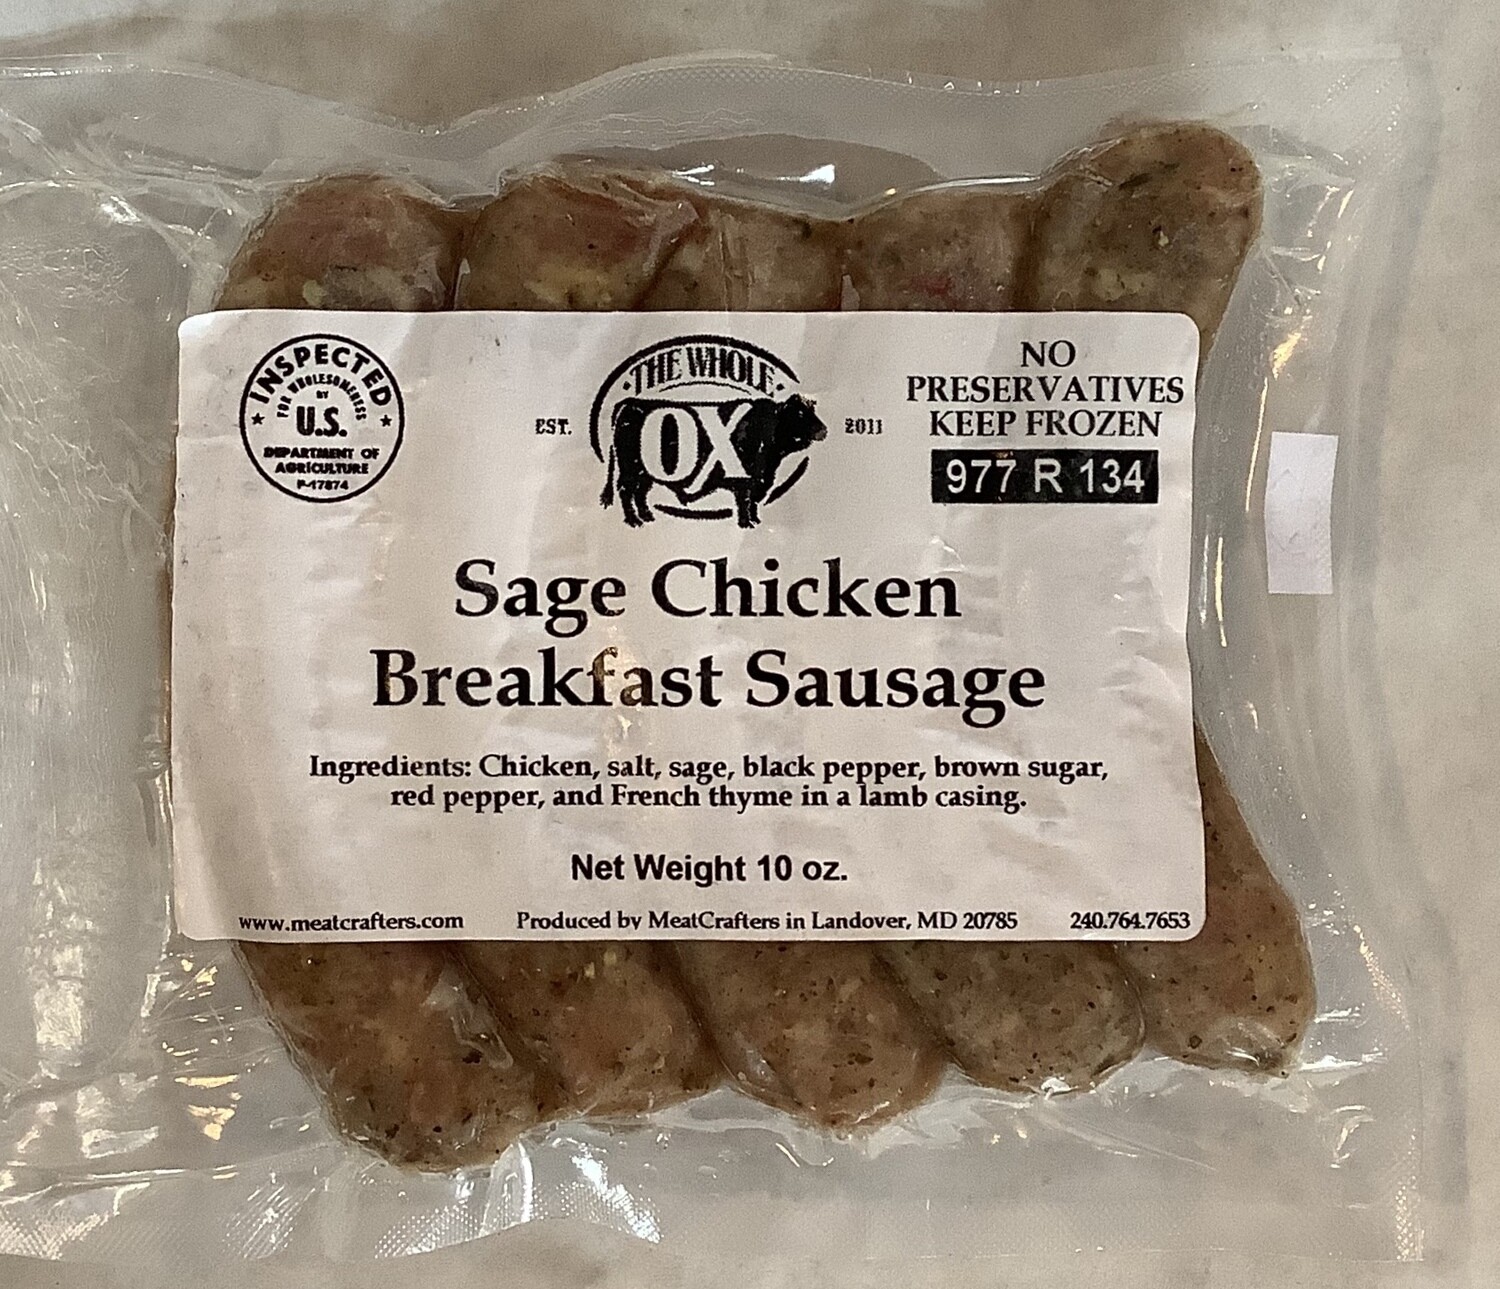 INSPECTED
FOR WHOLESOMENESS
BY
U.S.
DEPARTMENT OF
AGRICULTURE
P-17874
EST.
THE WHOLE
OX
2011
NO
PRESERVATIVES
KEEP FROZEN
977 R 134
Sage Chicken
Breakfast Sausage
Ingredients: Chicken, salt, sage, black pepper, brown sugar,
red pepper, and French thyme in a lamb casing.
Net Weight 10 oz.
www.meatcrafters.com
Produced by MeatCrafters in Landover, MD 20785
240.764.7653